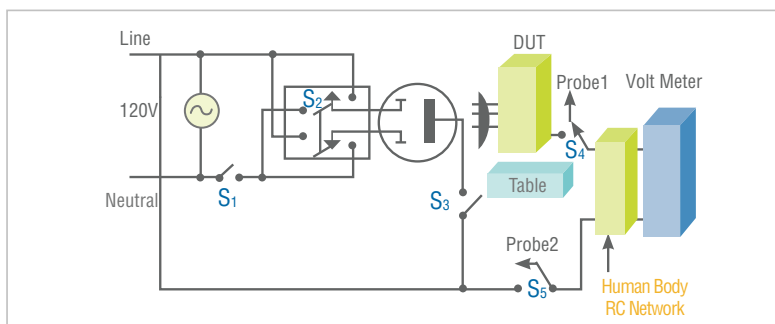 Line
DUT
Probe1
Volt Meter
120V
S2
S4
Neutral
S1
S3
Table
Probe2
S5
Human Body
RC Network